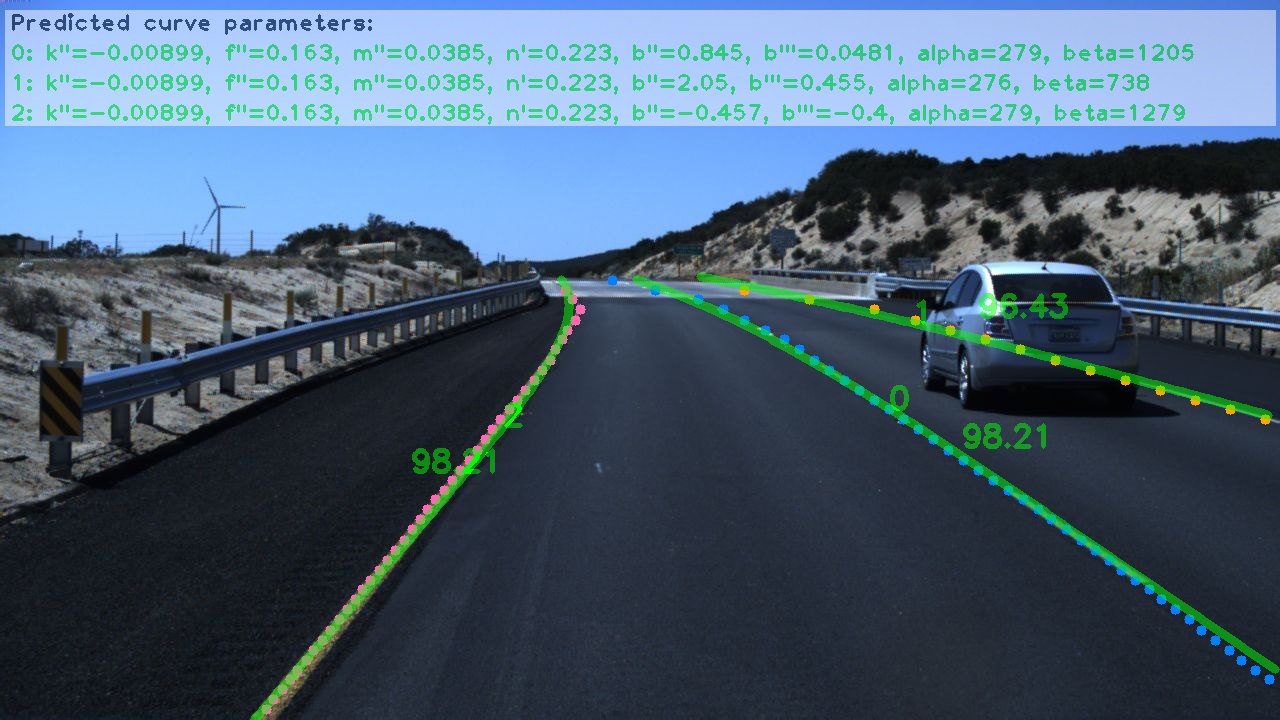 Predicted curve parameters:
0: k''=-0.00899, f''=0.163, m''=0.0385, n'=0.223, b''=0.845, b'''=0.0481, alpha=279, beta=1205
1: k''=-0.00899, f''=0.163, m''=0.0385, n'=0.223, b''=2.05, b'''=0.455, alpha=276, beta=738
2: k''=-0.00899, f''=0.163, m''=0.0385, n'=0.223, b''=-0.457, b'''=-0.4, alpha=279, beta=1279
1 96.43
0
98.21
2
98.21